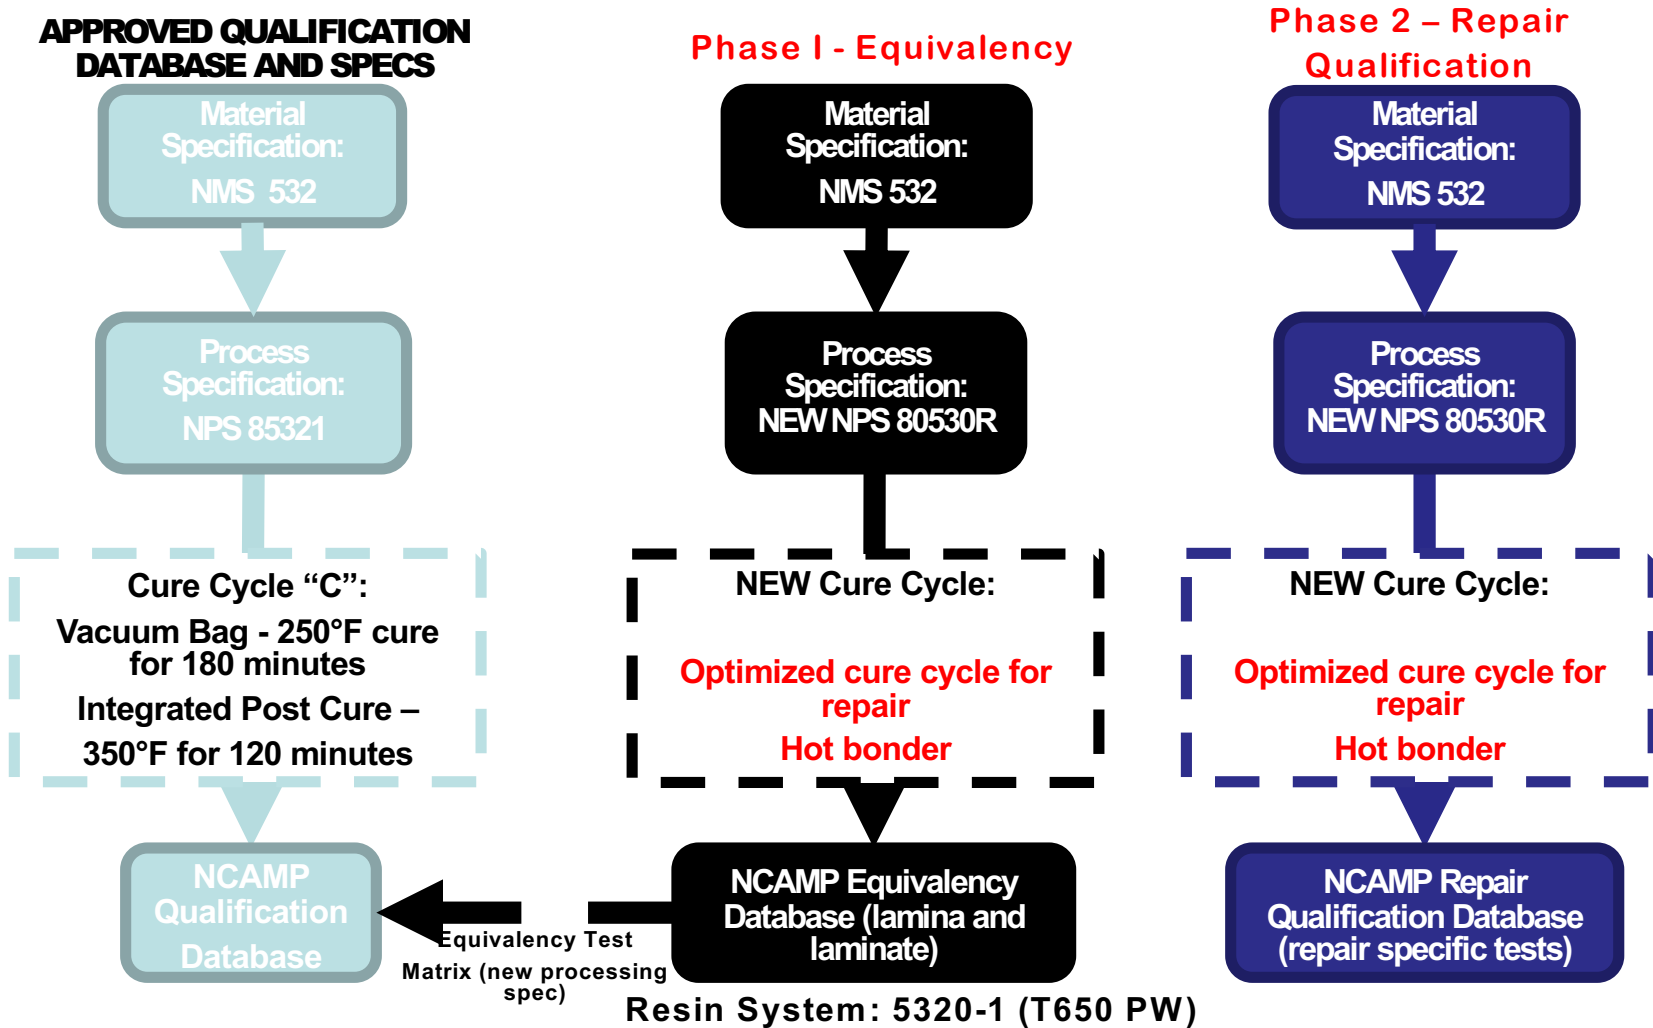 APPROVED QUALIFICATION
DATABASE AND SPECS
Material
Specification:
NMS 532
Process
Specification:
NPS 85321
Cure Cycle “C”:
Vacuum Bag - 250°F cure
for 180 minutes
Integrated Post Cure –
350°F for 120 minutes
NCAMP
Qualification
Database
Phase I - Equivalency
Material
Specification:
NMS 532
Process
Specification:
NEW NPS 80530R
NEW Cure Cycle:
Optimized cure cycle for
repair
Hot bonder
NCAMP Equivalency
Database (lamina and
laminate)
Equivalency Test
Matrix (new processing
spec)
Phase 2 – Repair
Qualification
Material
Specification:
NMS 532
Process
Specification:
NEW NPS 80530R
NEW Cure Cycle:
Optimized cure cycle for
repair
Hot bonder
NCAMP Repair
Qualification Database
(repair specific tests)
Resin System: 5320-1 (T650 PW)